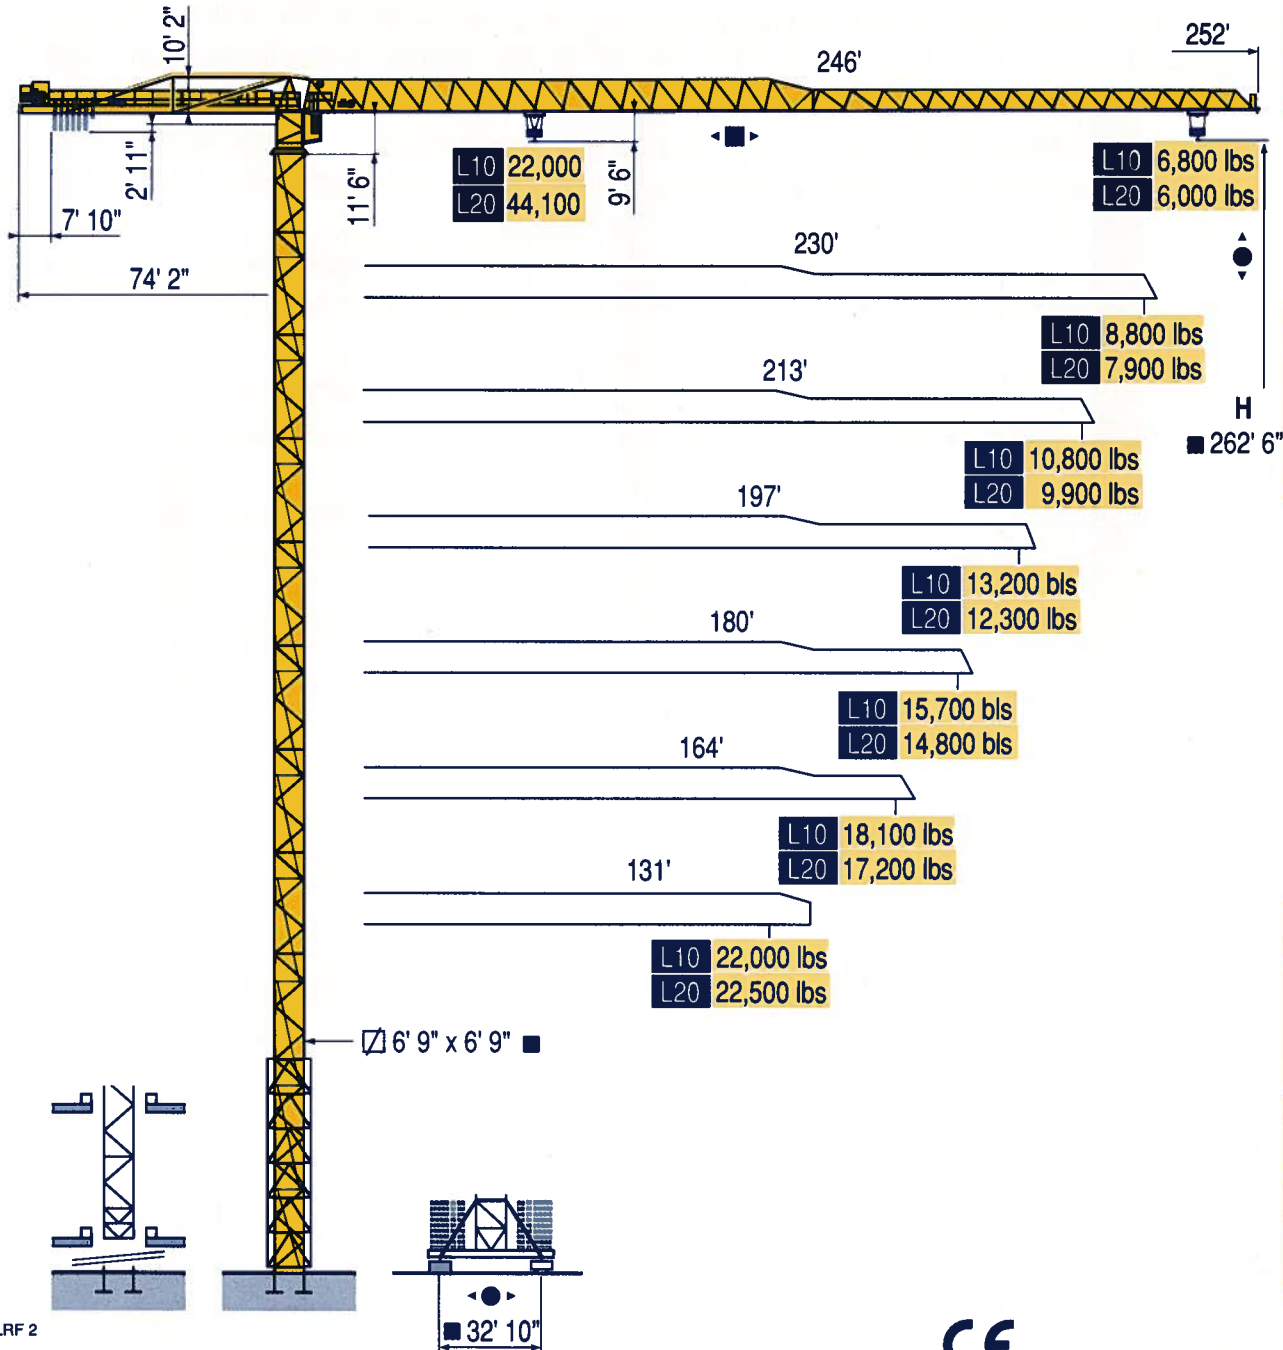 252'
10' 2"
246'
2' 11"
11' 6"
9' 6"
L10 22,000
L20 44,100
L10 6,800 lbs
L20 6,000 lbs
7' 10"
74' 2"
230'
L10 8,800 lbs
L20 7,900 lbs
213'
H
262' 6"
L10 10,800 lbs
L20 9,900 lbs
197'
L10 13,200 bls
L20 12,300 lbs
180'
L10 15,700 bls
L20 14,800 bls
164'
L10 18,100 lbs
L20 17,200 lbs
131'
L10 22,000 lbs
L20 22,500 lbs
6' 9" x 6' 9"
LRF 2
32' 10"
CE